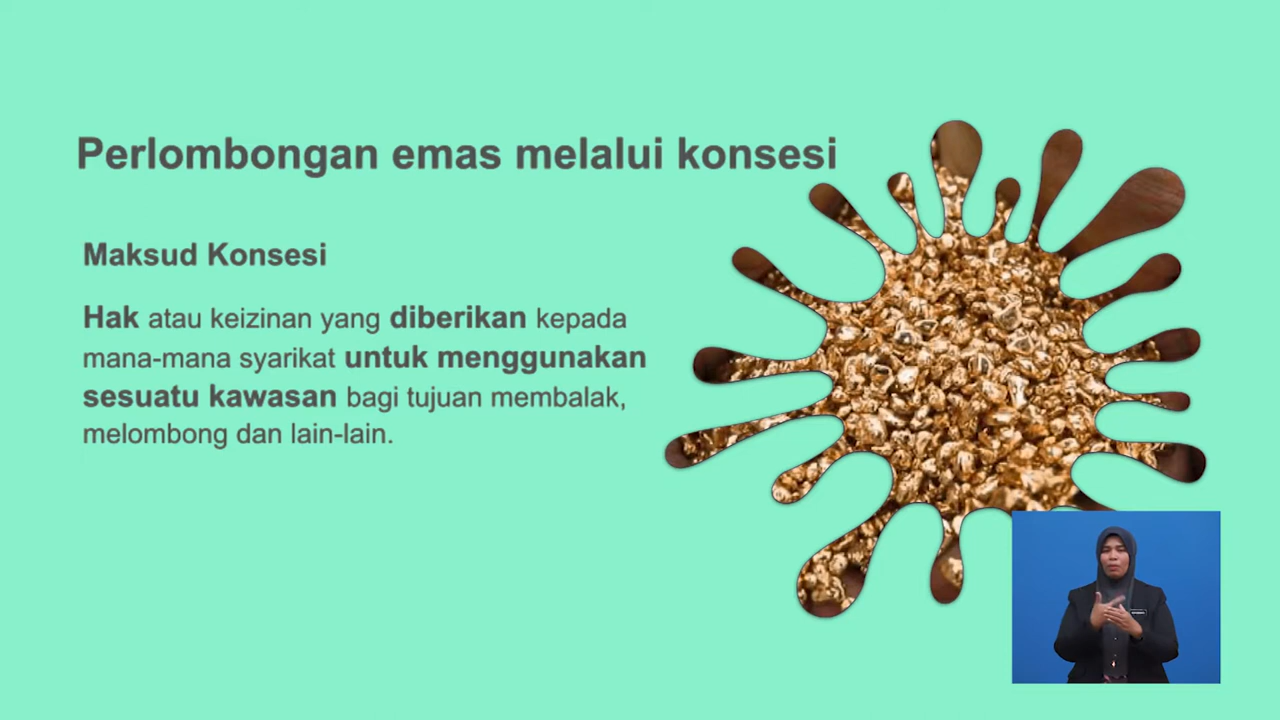 Perlombongan emas melalui konsesi
Maksud Konsesi
Hak atau keizinan yang diberikan kepada
mana-mana syarikat untuk menggunakan
sesuatu kawasan bagi tujuan membalak,
melombong dan lain-lain.